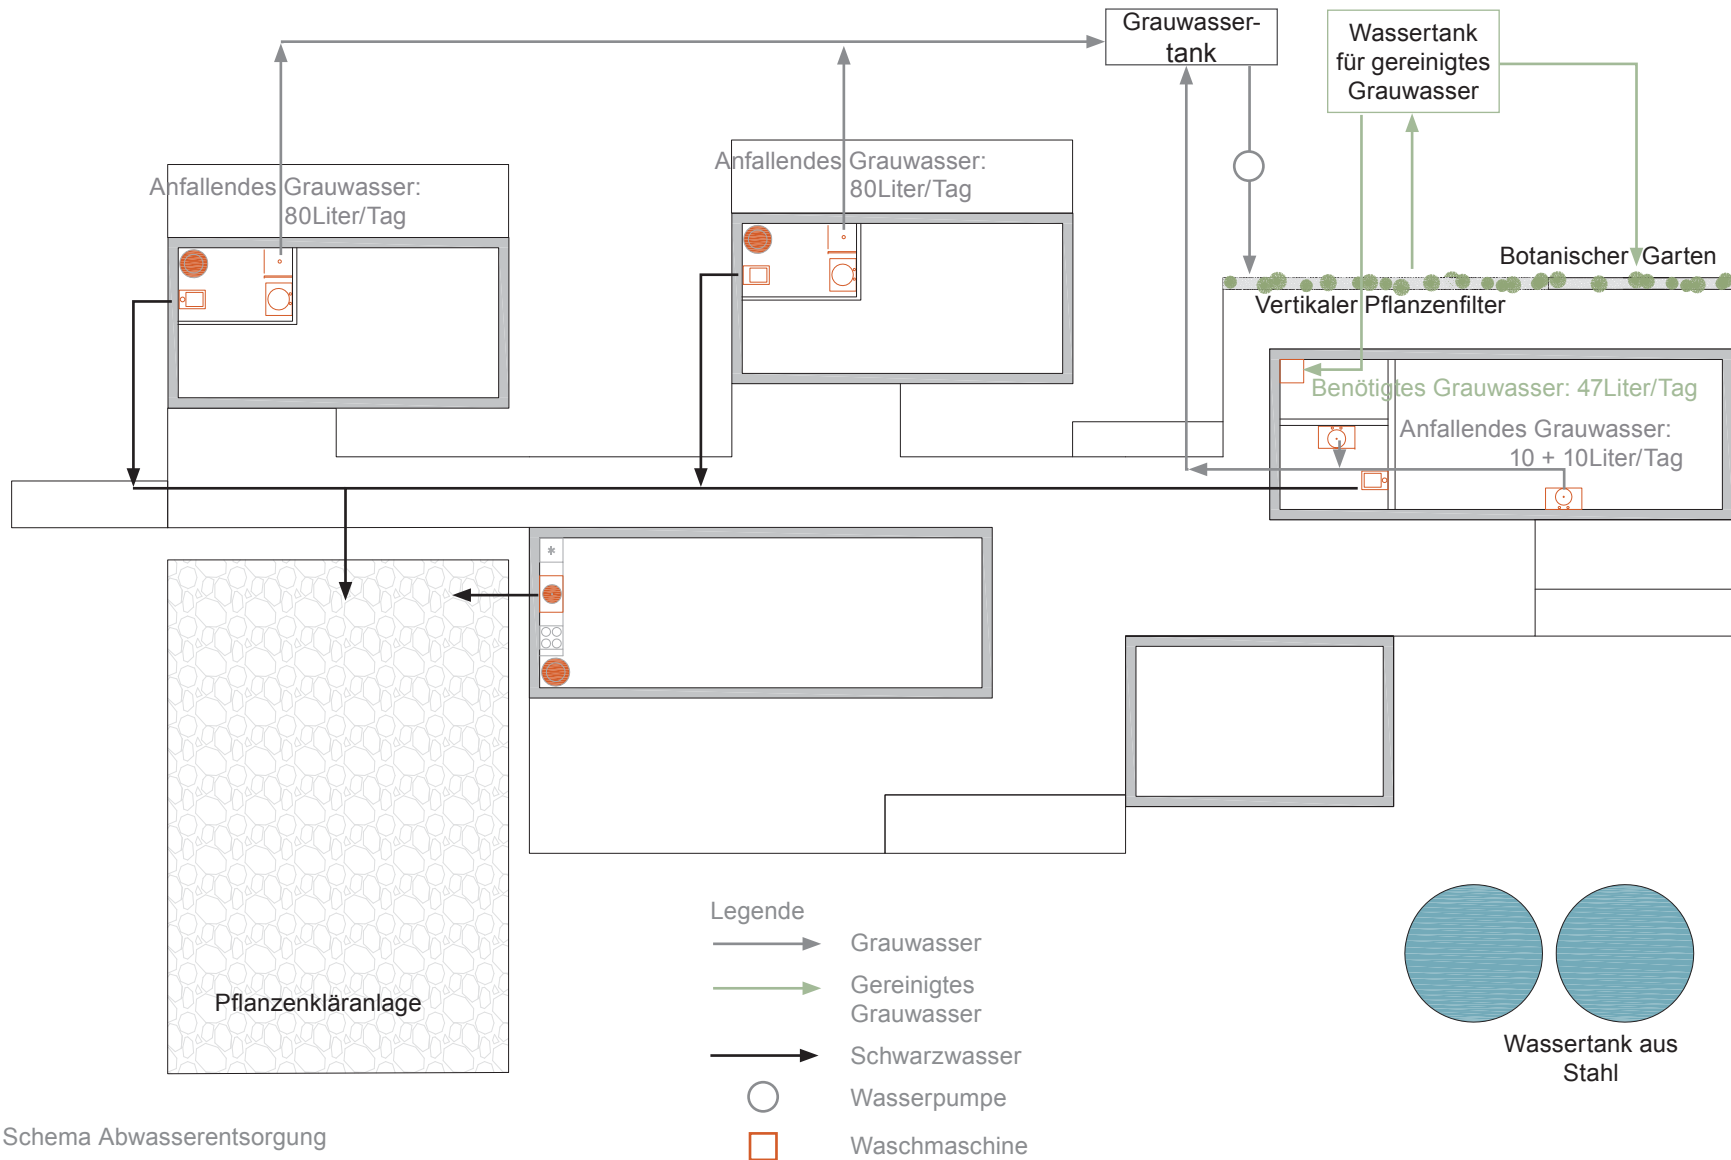 Grauwasser-
tank
Wassertank
für gereinigtes
Grauwasser
Anfallendes Grauwasser:
80Liter/Tag
Anfallendes Grauwasser:
80Liter/Tag
Botanischer Garten
Vertikaler Pflanzenfilter
Benötigtes Grauwasser: 47Liter/Tag
Anfallendes Grauwasser:
10 + 10Liter/Tag
Pflanzenkläranlage
Legende
Grauwasser
Gereinigtes
Grauwasser
Schwarzwasser
Wasserpumpe
Waschmaschine
Wassertank aus
Stahl
Schema Abwasserentsorgung